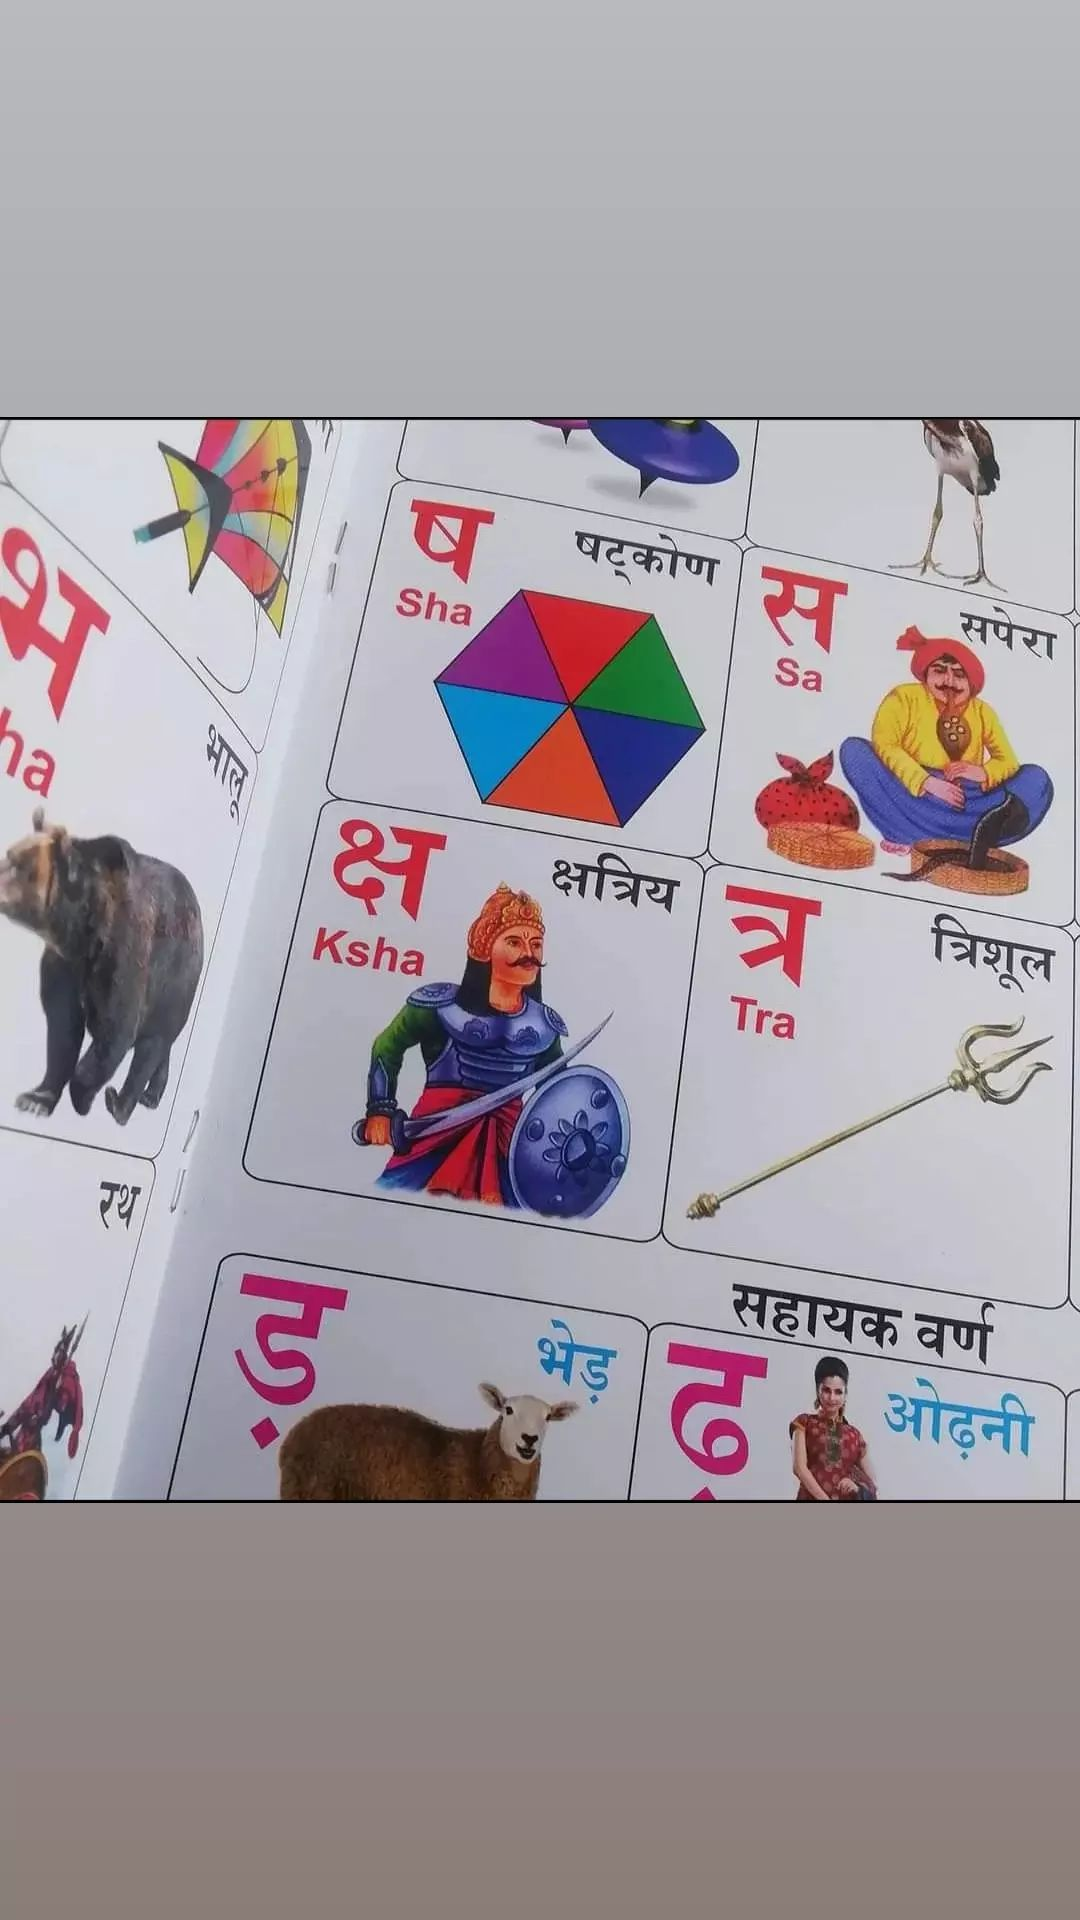 भ
ha
भालू
रथ
ष
षट्कोण
Sha
स
सपेरा
Sa
क्ष
क्षत्रिय
Ksha
त्र
त्रिशूल
Tra
सहायक वर्ण
ड़
भेड़
ढ़
ओढ़नी